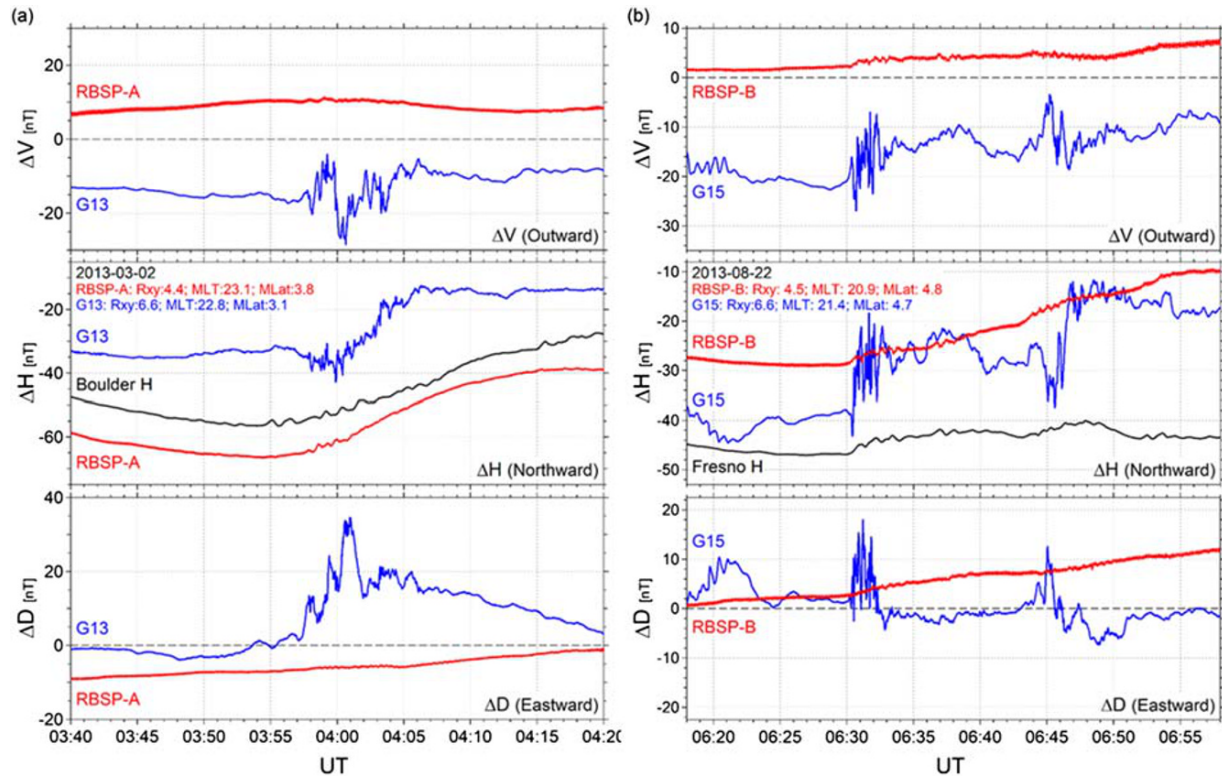 (a)
20
0
-20
ΔV [nT]
RBSP-A
G13
ΔV (Outward)
-20
-40
-60
ΔH [nT]
2013-03-02
RBSP-A: Rxy:4.4; MLT:23.1; MLat:3.8
G13: Rxy:6.6; MLT:22.8; MLat:3.1
G13
Boulder H
RBSP-A
ΔH (Northward)
40
20
0
-20
ΔD [nT]
G13
RBSP-A
ΔD (Eastward)
03:40 03:45 03:50 03:55 04:00 04:05 04:10 04:15 04:20
UT
(b)
10
0
-10
-20
-30
ΔV [nT]
RBSP-B
G15
ΔV (Outward)
-10
-20
-30
-40
-50
ΔH [nT]
2013-08-22
RBSP-B: Rxy: 4.5; MLT: 20.9; MLat: 4.8
G15: Rxy:6.6; MLT: 21.4; MLat: 4.7
RBSP-B
G15
Fresno H
ΔH (Northward)
20
10
0
-10
-20
ΔD [nT]
G15
RBSP-B
ΔD (Eastward)
06:20 06:25 06:30 06:35 06:40 06:45 06:50 06:55
UT